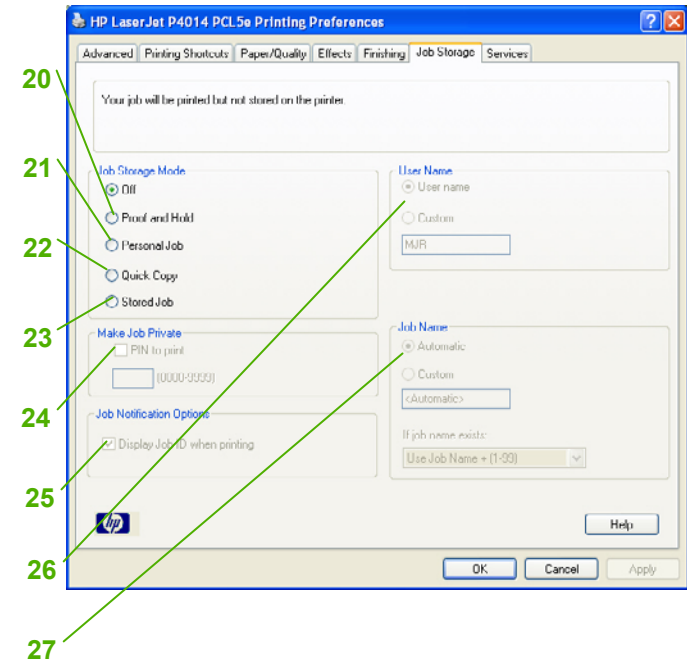 HP LaserJet P4014 PCL5e Printing Preferences
Advanced Printing Shortcuts Paper/Quality Effects Finishing Job Storage Services
20
Your job will be printed but not stored on the printer.
21
Job Storage Mode
Off
Proof and Hold
Personal Job
22
Quick Copy
Stored Job
23
User Name
User name
Custom
MJR
Make Job Private
PIN to print
(0000-9999)
24
Job Notification Options
Display Job ID when printing
25
Job Name
Automatic
Custom
<Automatic>
If job name exists:
Use Job Name + (1-99)
hp
Help
26
OK Cancel Apply
27